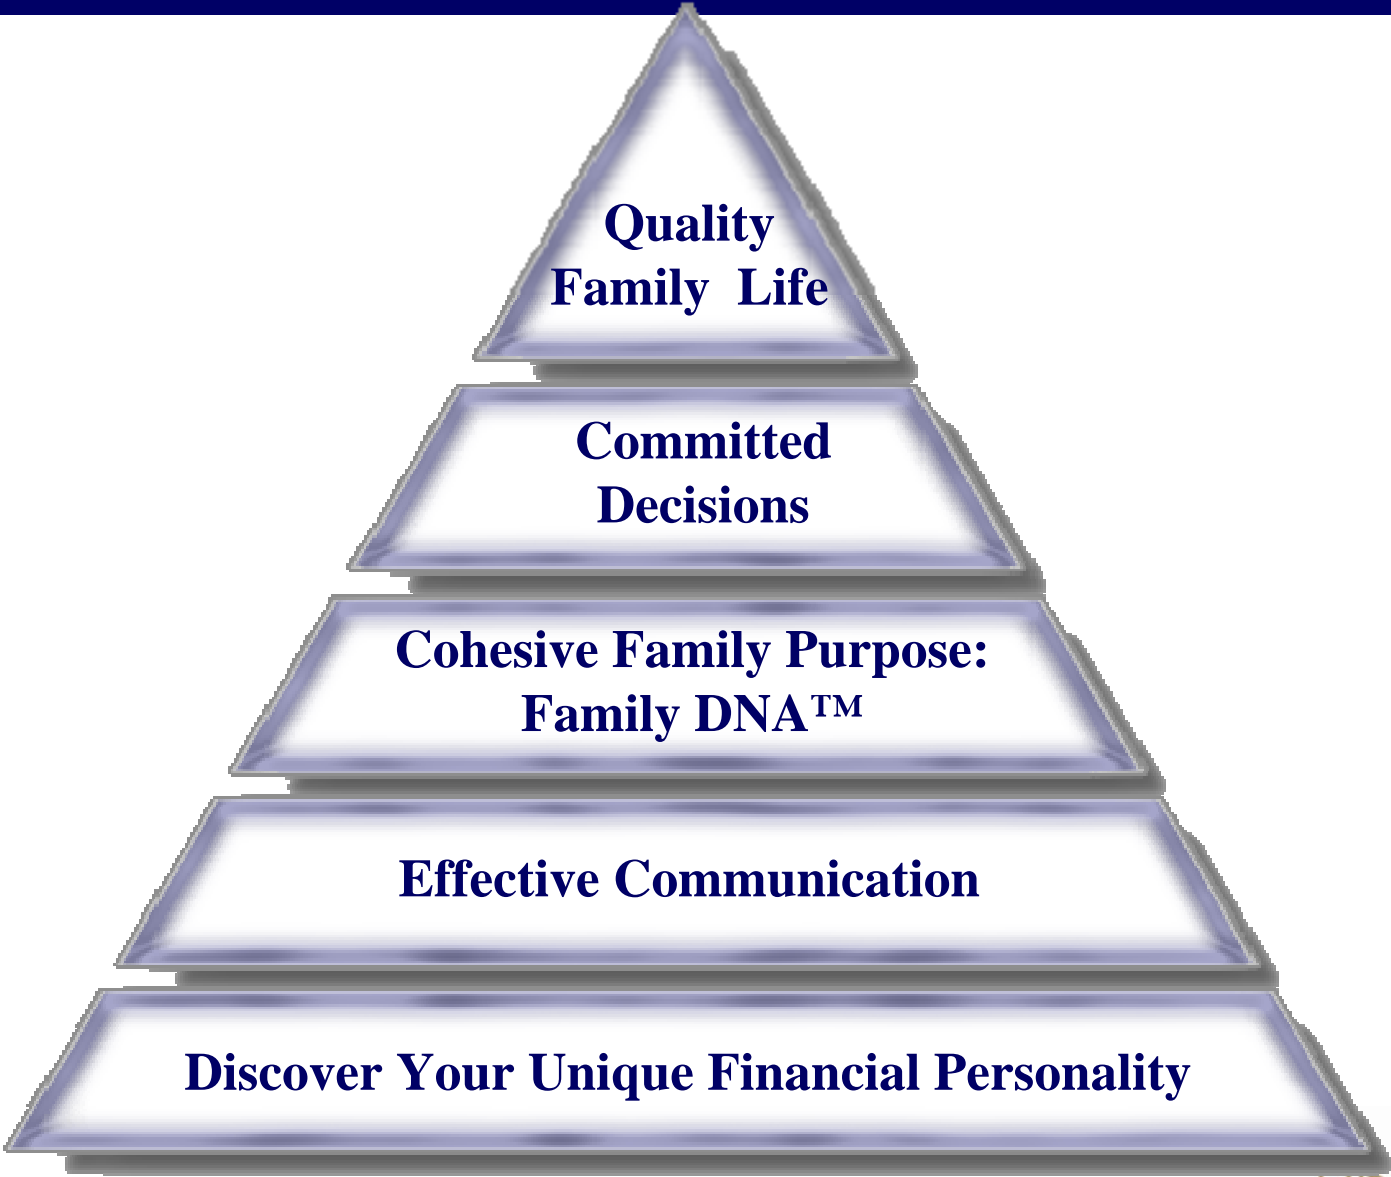 Quality
Family Life
Committed
Decisions
Cohesive Family Purpose:
Family DNA™
Effective Communication
Discover Your Unique Financial Personality